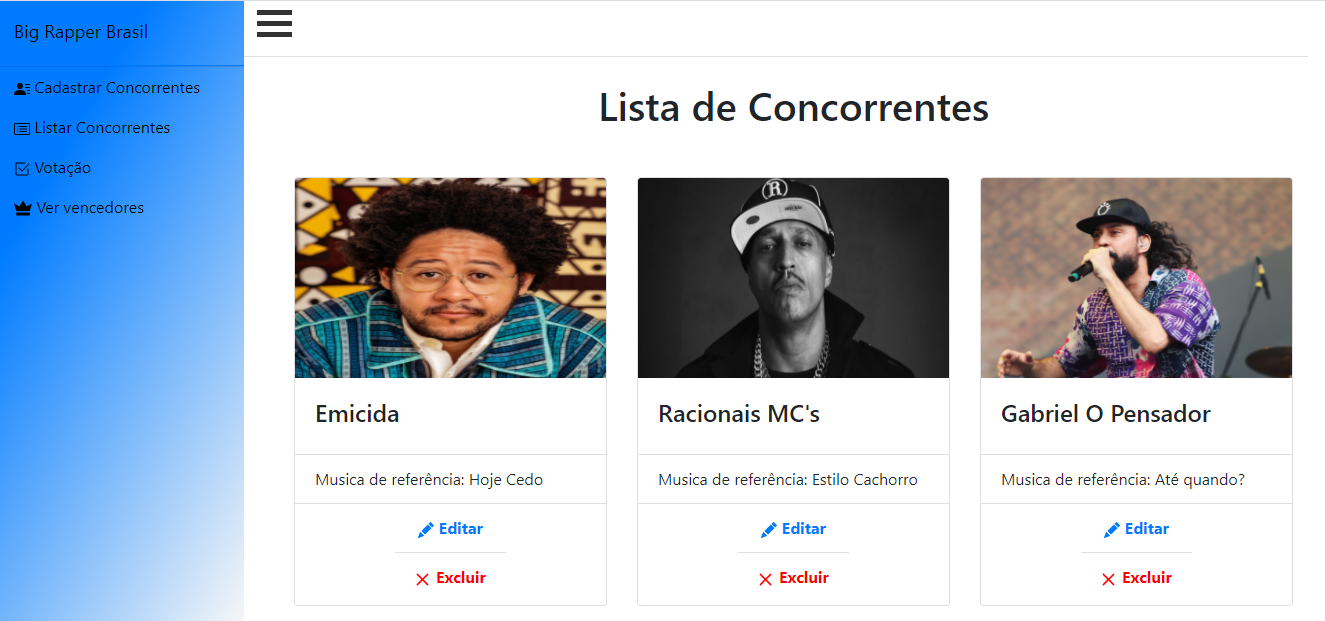 Big Rapper Brasil
Cadastrar Concorrentes
Listar Concorrentes
Votação
Ver vencedores
Lista de Concorrentes
R
Emicida
Racionais MC's
Gabriel O Pensador
Musica de referência: Hoje Cedo
Musica de referência: Estilo Cachorro
Musica de referência: Até quando?
Editar
Editar
Editar
Excluir
Excluir
Excluir